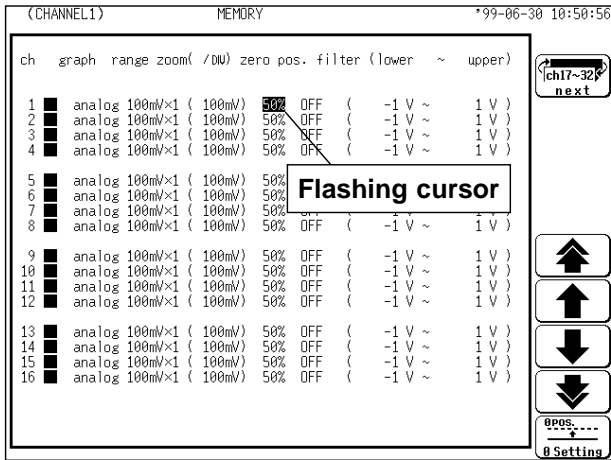 (CHANNEL1) MEMORY '99-06-30 10:50:56
ch graph range zoom( /DIV) zero pos. filter (lower ~ upper)
1 analog 100mV×1 ( 100mV) 50% OFF ( -1 V ~ 1 V )
2 analog 100mV×1 ( 100mV) 50% OFF ( -1 V ~ 1 V )
3 analog 100mV×1 ( 100mV) 50% OFF ( -1 V ~ 1 V )
4 analog 100mV×1 ( 100mV) 50% OFF ( -1 V ~ 1 V )
Flashing cursor
5 analog 100mV×1 ( 100mV) 50%
6 analog 100mV×1 ( 100mV) 50%
7 analog 100mV×1 ( 100mV) 50%
8 analog 100mV×1 ( 100mV) 50% OFF ( -1 V ~ 1 V )
9 analog 100mV×1 ( 100mV) 50% OFF ( -1 V ~ 1 V )
10 analog 100mV×1 ( 100mV) 50% OFF ( -1 V ~ 1 V )
11 analog 100mV×1 ( 100mV) 50% OFF ( -1 V ~ 1 V )
12 analog 100mV×1 ( 100mV) 50% OFF ( -1 V ~ 1 V )
13 analog 100mV×1 ( 100mV) 50% OFF ( -1 V ~ 1 V )
14 analog 100mV×1 ( 100mV) 50% OFF ( -1 V ~ 1 V )
15 analog 100mV×1 ( 100mV) 50% OFF ( -1 V ~ 1 V )
16 analog 100mV×1 ( 100mV) 50% OFF ( -1 V ~ 1 V )
ch17~32
next
0POS.
0 Setting